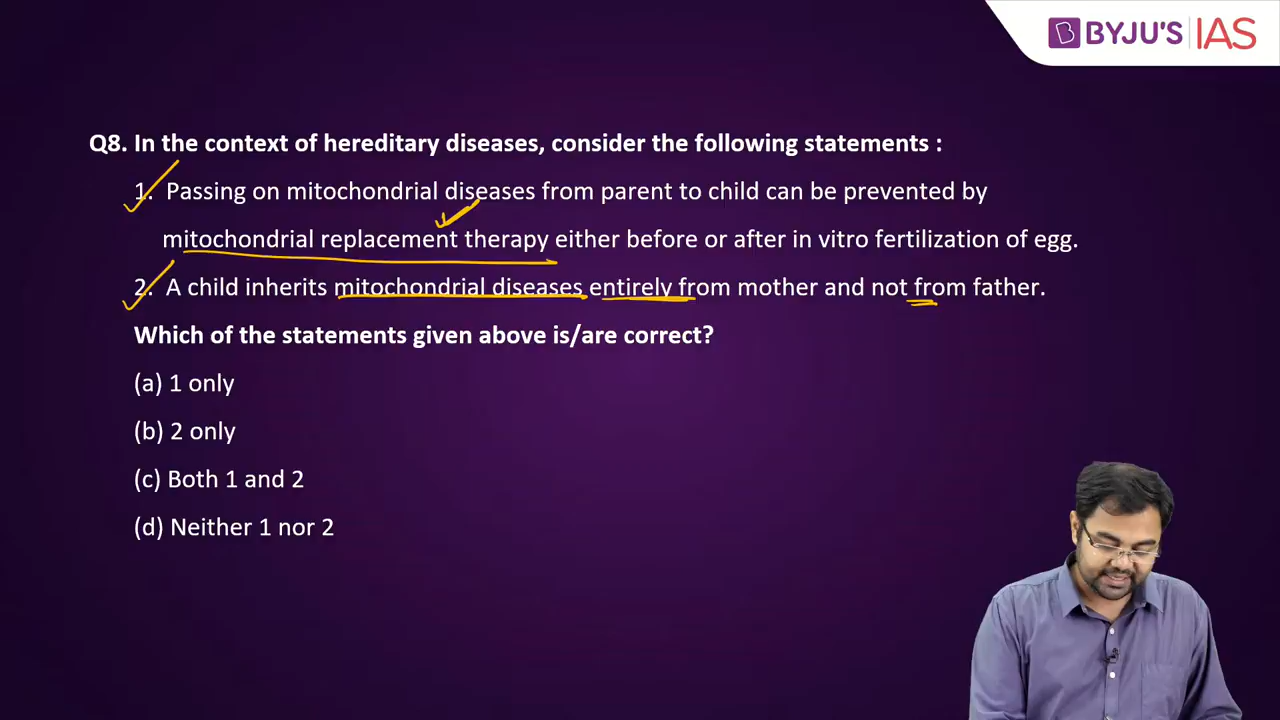 BYJU'S IAS
Q8. In the context of hereditary diseases, consider the following statements :
1. Passing on mitochondrial diseases from parent to child can be prevented by
mitochondrial replacement therapy either before or after in vitro fertilization of egg.
2. A child inherits mitochondrial diseases entirely from mother and not from father.
Which of the statements given above is/are correct?
(a) 1 only
(b) 2 only
(c) Both 1 and 2
(d) Neither 1 nor 2